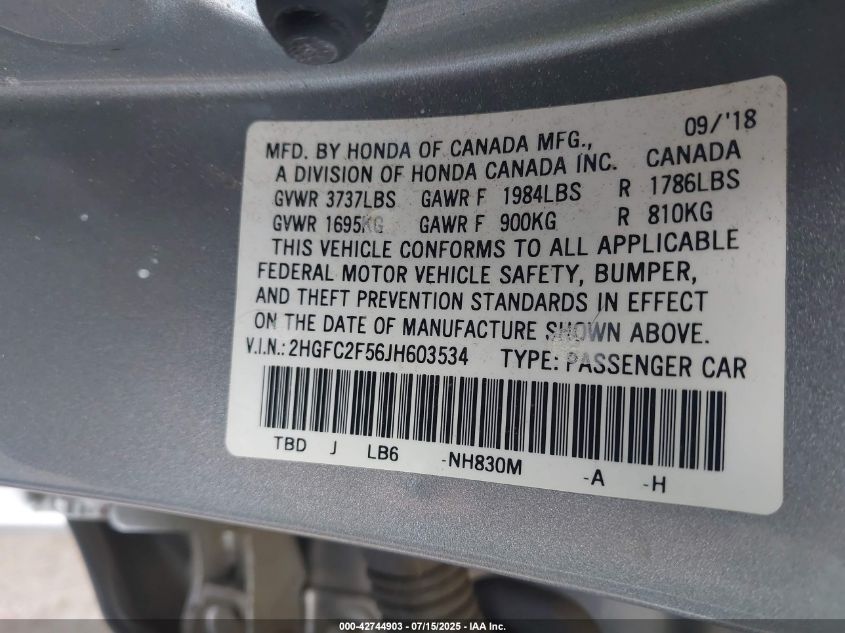 09/'18
MFD. BY HONDA OF CANADA MFG.,
A DIVISION OF HONDA CANADA INC. CANADA
GVWR 3737LBS GAWR F 1984LBS R 1786LBS
GVWR 1695KG GAWR F 900KG R 810KG
THIS VEHICLE CONFORMS TO ALL APPLICABLE
FEDERAL MOTOR VEHICLE SAFETY, BUMPER,
AND THEFT PREVENTION STANDARDS IN EFFECT
ON THE DATE OF MANUFACTURE SHOWN ABOVE.
V.I.N.: 2HGFC2F56JH603534 TYPE: PASSENGER CAR
TBD J LB6 -NH830M -A -H
000-42744903 - 07/15/2025 - IAA Inc.